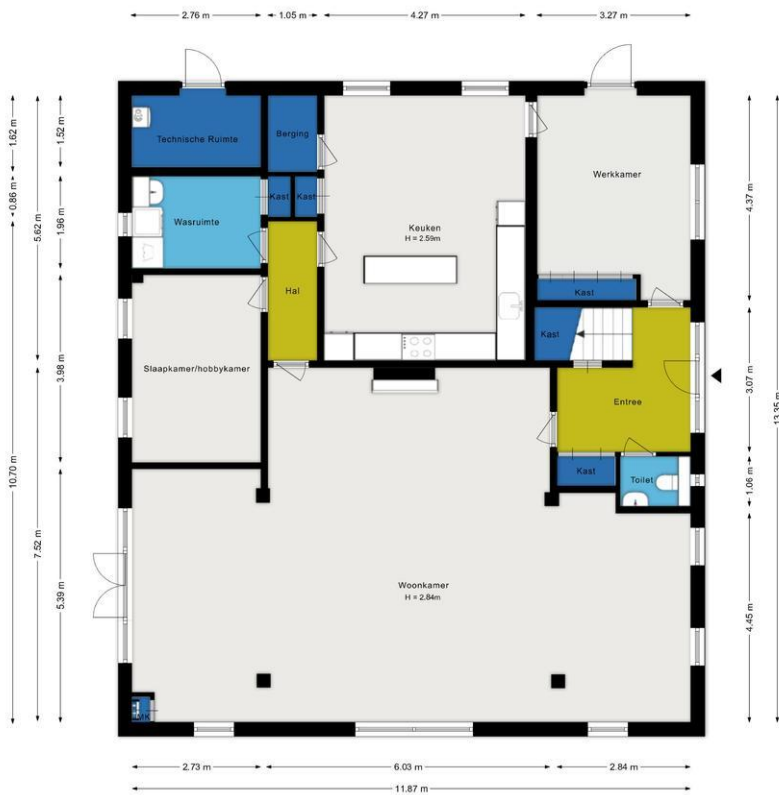 2.76 m
1.05 m
4.27 m
3.27 m
1.62 m
0.86 m
10.70 m
5.62 m
7.52 m
1.52 m
1.96 m
3.98 m
5.39 m
Technische Ruimte
Berging
Wasruimte
Kast
Kast
Keuken
H = 2.59m
Werkkamer
Kast
Hal
Kast
Slaapkamer/hobbykamer
Entree
Kast
Toilet
Woonkamer
H = 2.84m
MK
4.37 m
3.07 m
1.06 m
4.45 m
13.35 m
2.73 m
6.03 m
2.84 m
11.87 m